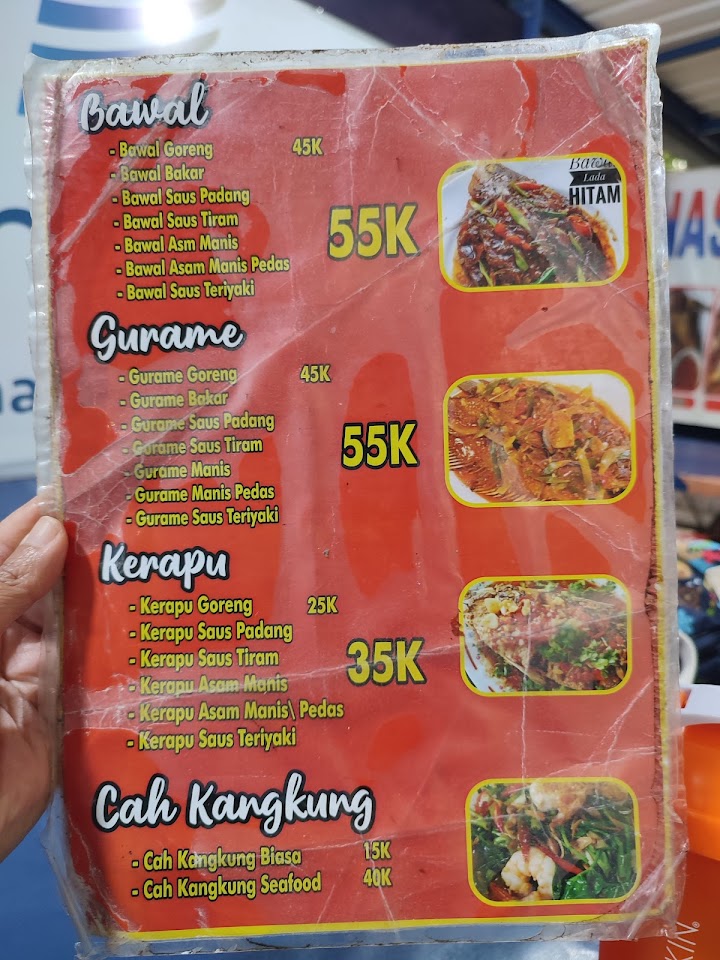 Bawal
- Bawal Goreng 45K
- Bawal Bakar
- Bawal Saus Padang
- Bawal Saus Tiram
- Bawal Asm Manis
- Bawal Asam Manis Pedas
- Bawal Saus Teriyaki
55K
Bawal
Lada
HITAM
Gurame
- Gurame Goreng 45K
- Gurame Bakar
- Gurame Saus Padang
- Gurame Saus Tiram
- Gurame Manis
- Gurame Manis Pedas
- Gurame Saus Teriyaki
55K
Kerapu
- Kerapu Goreng 25K
- Kerapu Saus Padang
- Kerapu Saus Tiram
- Kerapu Asam Manis
- Kerapu Asam Manis\ Pedas
- Kerapu Saus Teriyaki
35K
Cah Kangkung
- Cah Kangkung Biasa 15K
- Cah Kangkung Seafood 40K